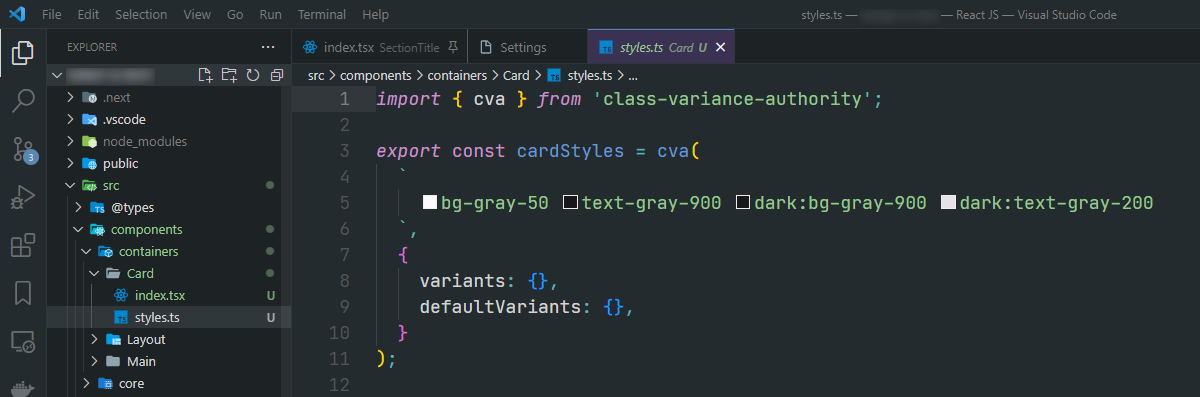 File Edit Selection View Go Run Terminal Help
styles.ts — — React JS — Visual Studio Code
EXPLORER ...
.next
.vscode
node_modules
public
src
@types
components
containers
Card
index.tsx U
styles.ts U
Layout
Main
core
3
index.tsx SectionTitle
Settings
styles.ts Card U
src > components > containers > Card > styles.ts > ...
1 import { cva } from 'class-variance-authority';
2
3 export const cardStyles = cva(
4 `
5 bg-gray-50 text-gray-900 dark:bg-gray-900 dark:text-gray-200
6 `,
7 {
8 variants: {},
9 defaultVariants: {},
10 }
11 );
12